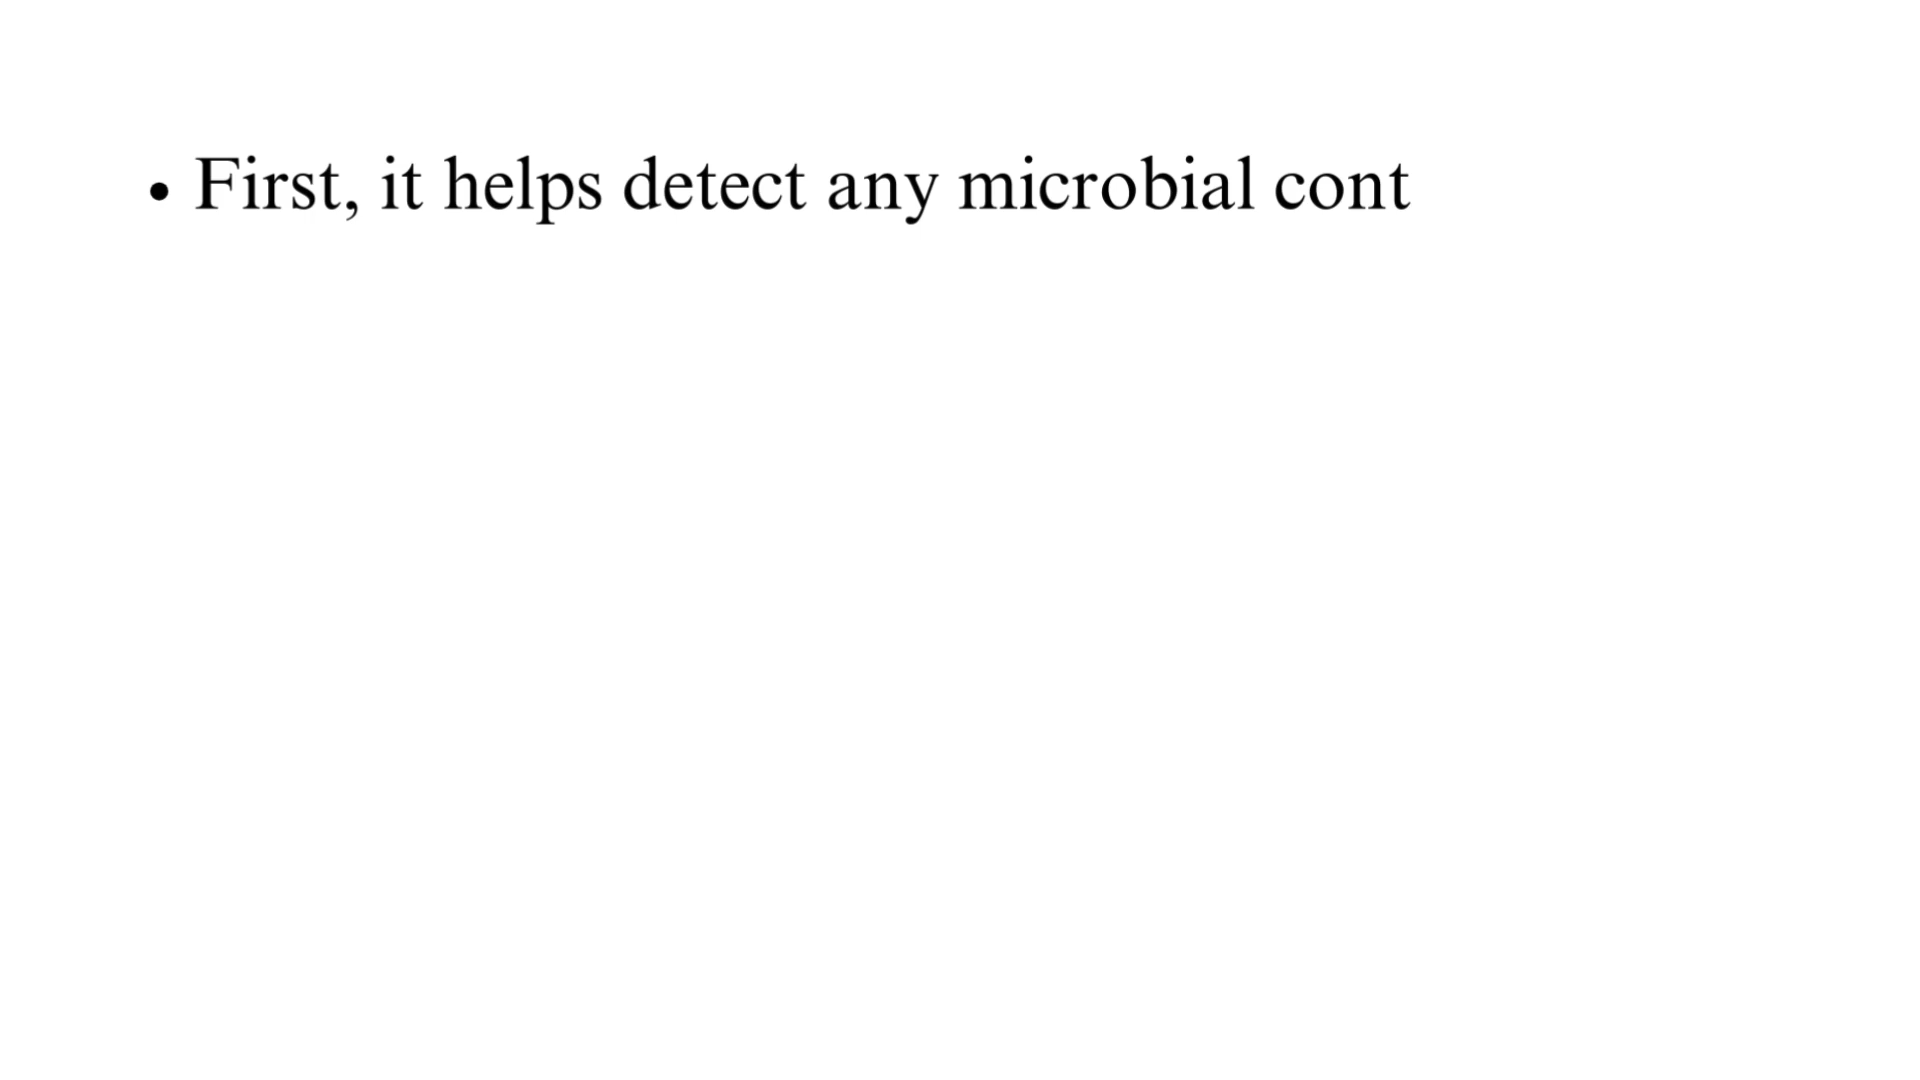 • First, it helps detect any microbial cont